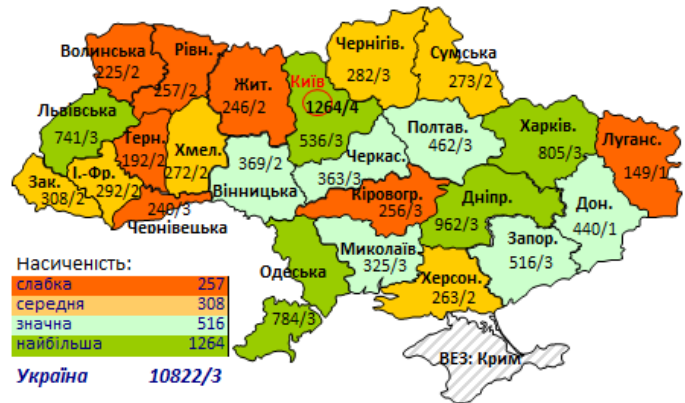 Волинська
225/2
Рівн.
257/2
Жит.
246/2
Київ
1264/4
536/3
Чернігів.
282/3
Сумська
273/2
Львівська
741/3
Терн.
192/2
Хмел.
272/2
Зак.
308/2
І.-Фр.
292/2
240/3
Чернівецька
369/2
Вінницька
Черкас.
363/3
Полтав.
462/3
Харків.
805/3
Луганс.
149/1
Кіровогр.
256/3
Дніпр.
962/3
Дон.
440/1
Запор.
516/3
Миколаїв.
325/3
Одеська
784/3
Херсон.
263/2
ВЕЗ: Крим
Насиченість:
слабка 257
середня 308
значна 516
найбільша 1264
Україна 10822/3